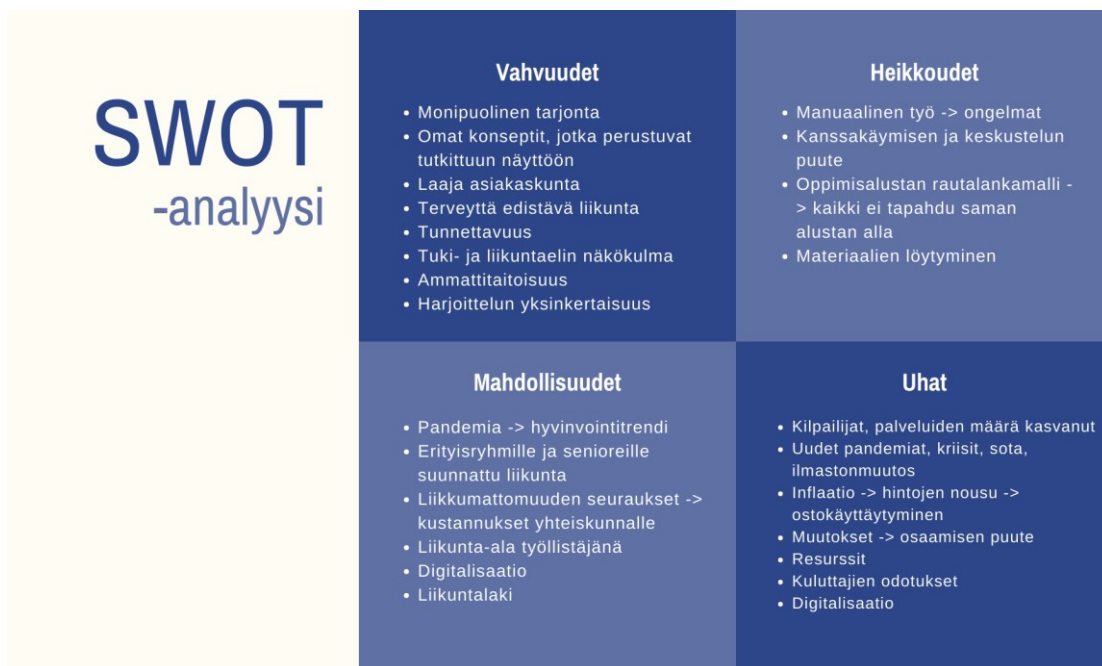 SWOT
-analyysi
Vahvuudet
• Monipuolinen tarjonta
• Omat konseptit, jotka perustuvat
tutkittuun näyttöön
• Laaja asiakaskunta
• Terveyttä edistävä liikunta
• Tunnettavuus
• Tuki- ja liikuntaelin näkökulma
• Ammattitaitoisuus
• Harjoittelun yksinkertaisuus
Heikkoudet
• Manuaalinen työ -> ongelmat
• Kanssakäymisen ja keskustelun
puute
• Oppimisalustan rautalankamalli -
> kaikki ei tapahdu saman
alustan alla
• Materiaalien löytyminen
Mahdollisuudet
• Pandemia -> hyvinvointitrendi
• Erityisryhmille ja senioreille
suunnattu liikunta
• Liikkumattomuuden seuraukset ->
kustannukset yhteiskunnalle
• Liikunta-ala työllistäjänä
• Digitalisaatio
• Liikuntalaki
Uhat
• Kilpailijat, palveluiden määrä kasvanut
• Uudet pandemiat, kriisit, sota,
ilmastonmuutos
• Inflaatio -> hintojen nousu ->
ostokäyttäytyminen
• Muutokset -> osaamisen puute
• Resurssit
• Kuluttajien odotukset
• Digitalisaatio